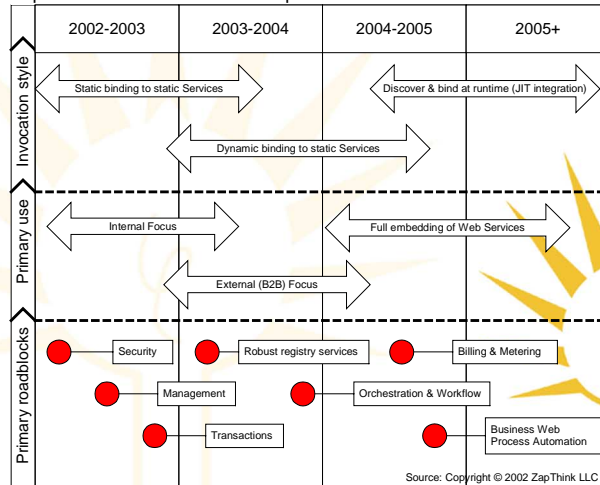 2002-2003
2003-2004
2004-2005
2005+
Invocation style
Static binding to static Services
Discover & bind at runtime (JIT integration)
Dynamic binding to static Services
Primary use
Internal Focus
Full embedding of Web Services
External (B2B) Focus
Primary roadblocks
Security
Robust registry services
Billing & Metering
Management
Orchestration & Workflow
Transactions
Business Web
Process Automation
Source: Copyright © 2002 ZapThink LLC